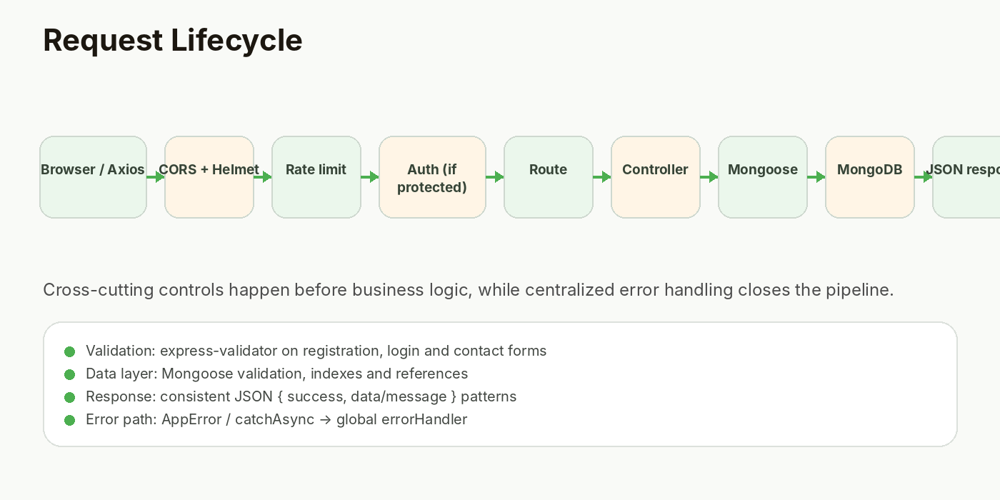 Request Lifecycle
Browser / Axios
CORS + Helmet
Rate limit
Auth (if
protected)
Route
Controller
Mongoose
MongoDB
JSON
Cross-cutting controls happen before business logic, while centralized error handling closes the pipeline.
Validation: express-validator on registration, login and contact forms
Data layer: Mongoose validation, indexes and references
Response: consistent JSON { success, data/message } patterns
Error path: AppError / catchAsync → global errorHandler